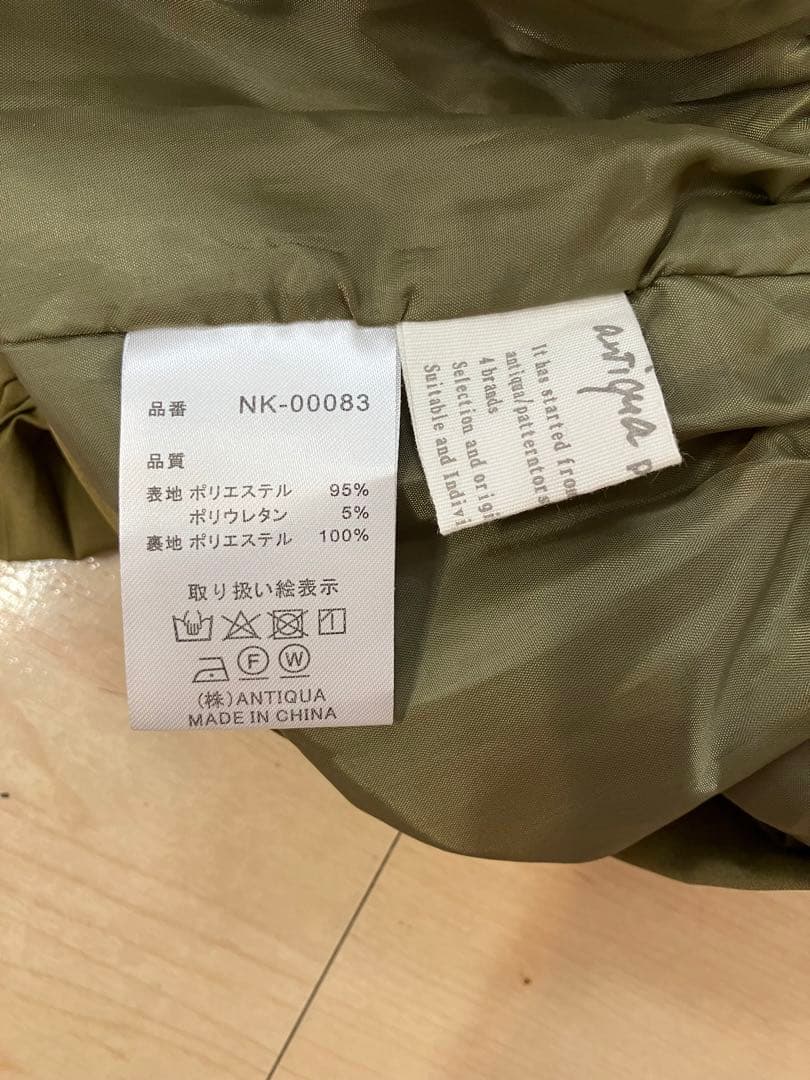 品番 NK-00083
品質
表地 ポリエステル 95%
ポリウレタン 5%
裏地 ポリエステル 100%
取り扱い絵表示
F W
(株)ANTIQUA
MADE IN CHINA
antiqua
It has started from
antiqua/patterntors
4 brands
Selection and origi
Suitable and Indivi